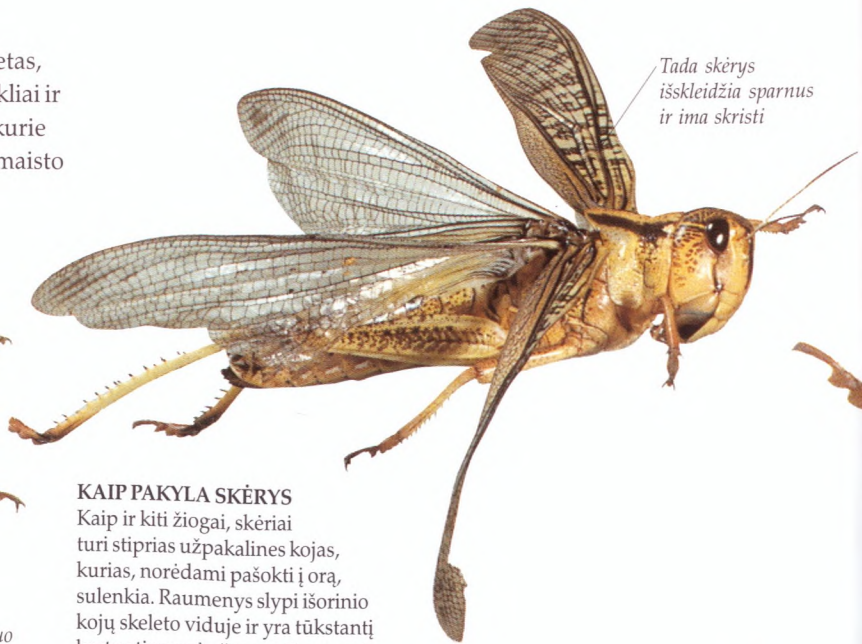 etas,
kliai ir
kurie
maisto
Tada skėrys
išskleidžia sparnus
ir ima skristi
KAIP PAKYLA SKĖRYS
Kaip ir kiti žiogai, skėriai
turi stiprias užpakalines kojas,
kurias, norėdami pašokti į orą,
sulenkia. Raumenys slypi išorinio
kojų skeleto viduje ir yra tūkstantį
uo